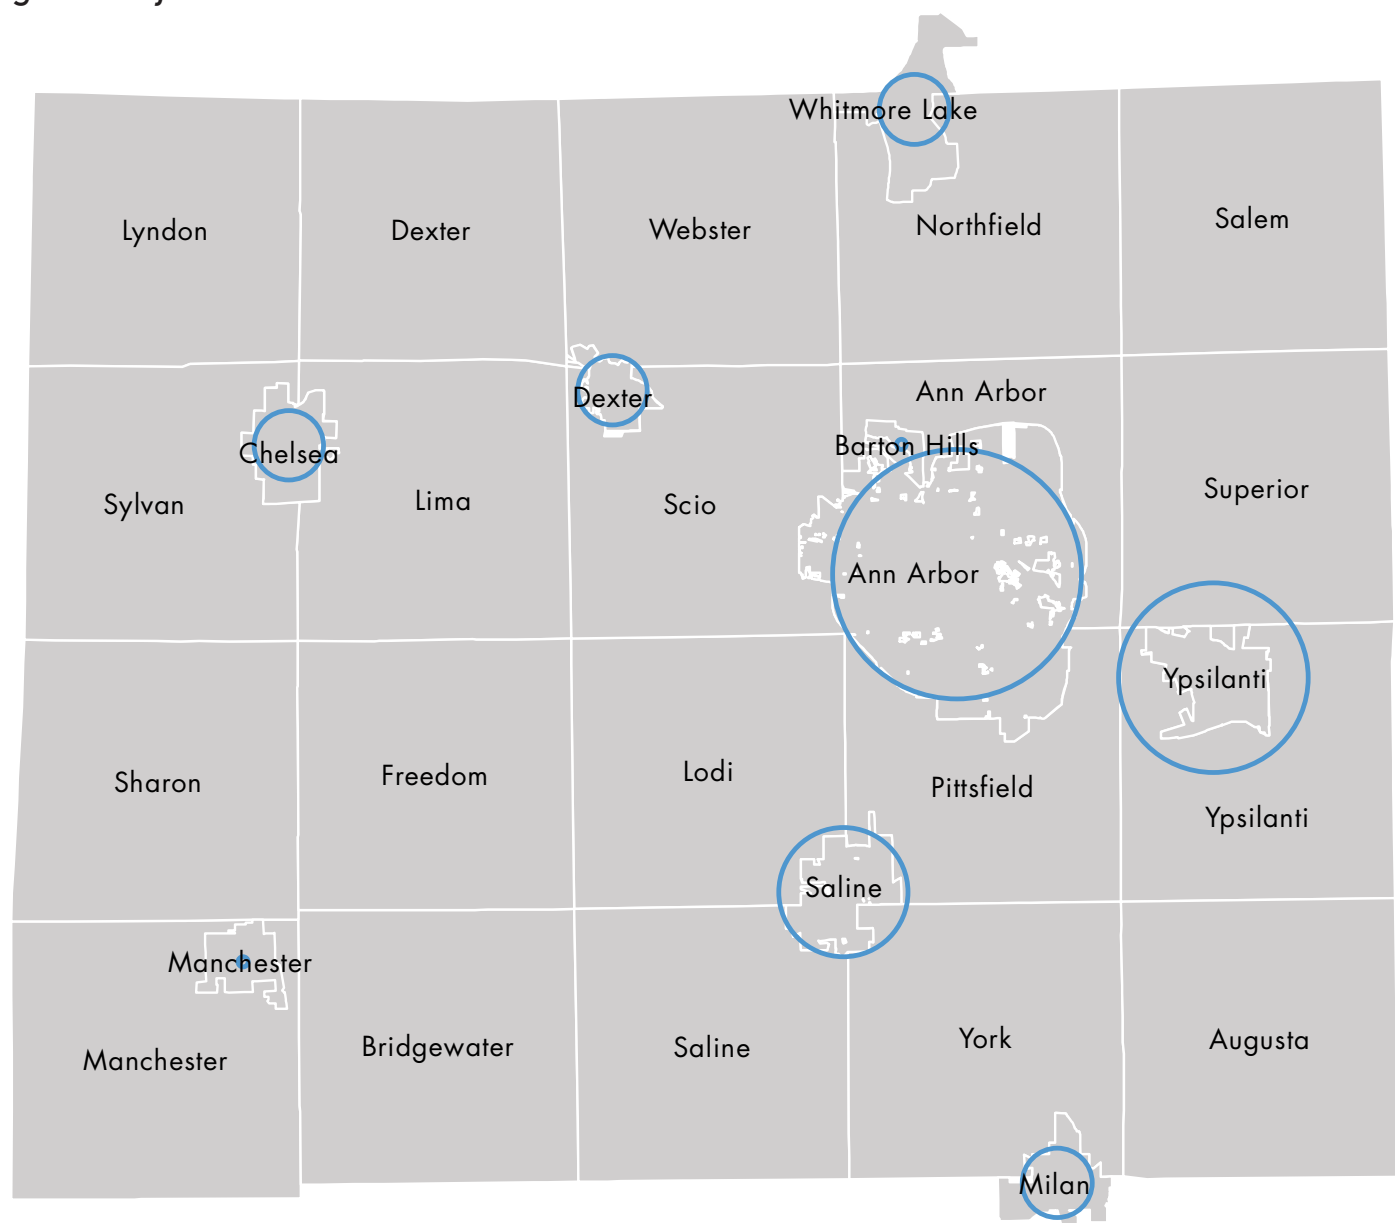 Whitmore Lake
Lyndon
Dexter
Webster
Northfield
Salem
Ann Arbor
Dexter
Barton Hills
Chelsea
Sylvan
Lima
Scio
Superior
Ann Arbor
Ypsilanti
Sharon
Freedom
Lodi
Pittsfield
Ypsilanti
Saline
Manchester
Manchester
Bridgewater
Saline
York
Augusta
Milan